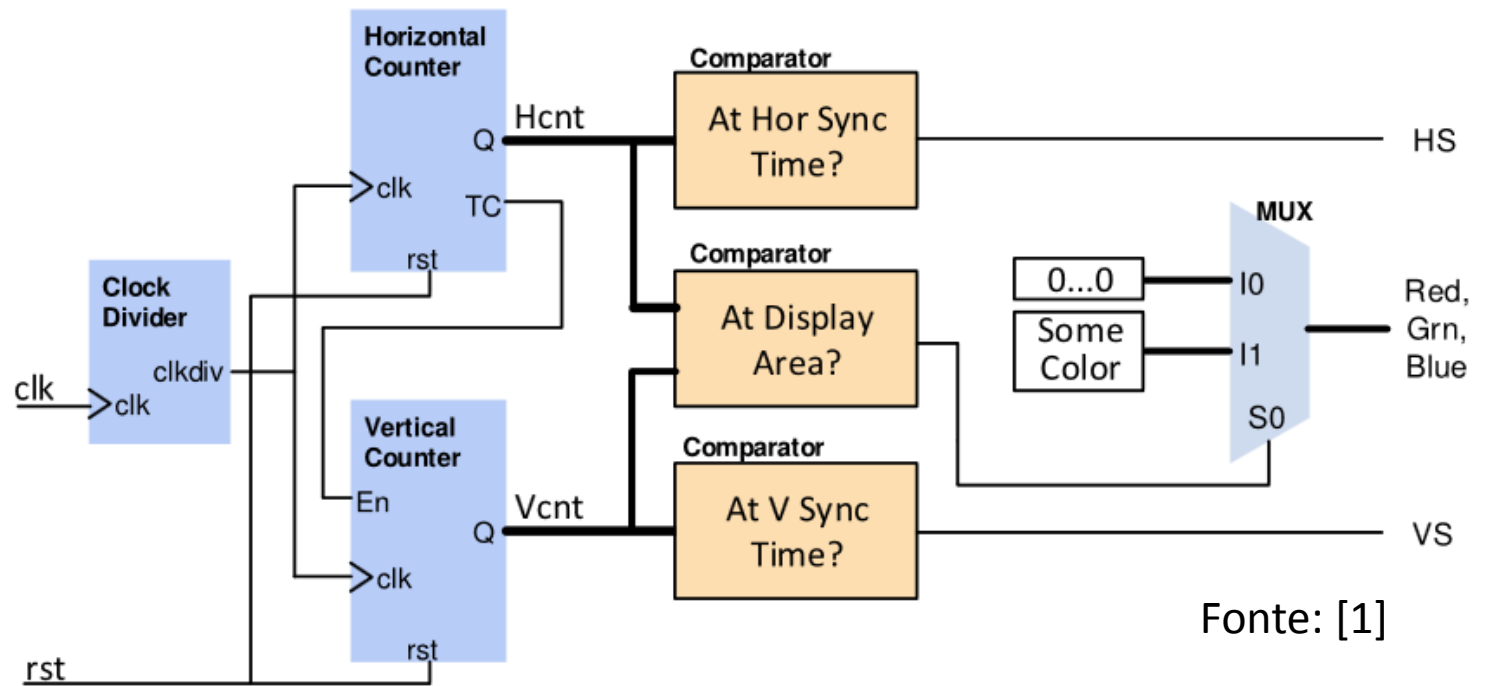 Horizontal
Counter
Q
TC
clk
rst
Hcnt
Comparator
At Hor Sync
Time?
HS
Clock
Divider
clkdiv
clk
clk
Comparator
At Display
Area?
MUX
0...0
Some
Color
I0
I1
S0
Red,
Grn,
Blue
Vertical
Counter
En
Q
clk
rst
Vcnt
Comparator
At V Sync
Time?
VS
rst
Fonte: [1]